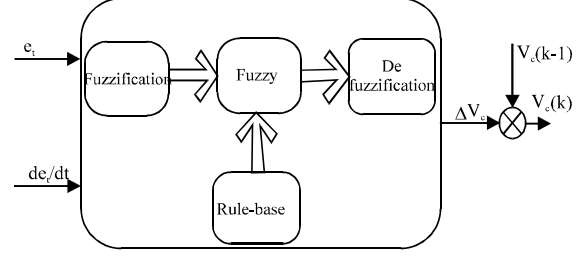 e_t
Fuzzification
Fuzzy
De
fuzzification
V_c(k-1)
V_c(k)
ΔV_c
de_t/dt
Rule-base